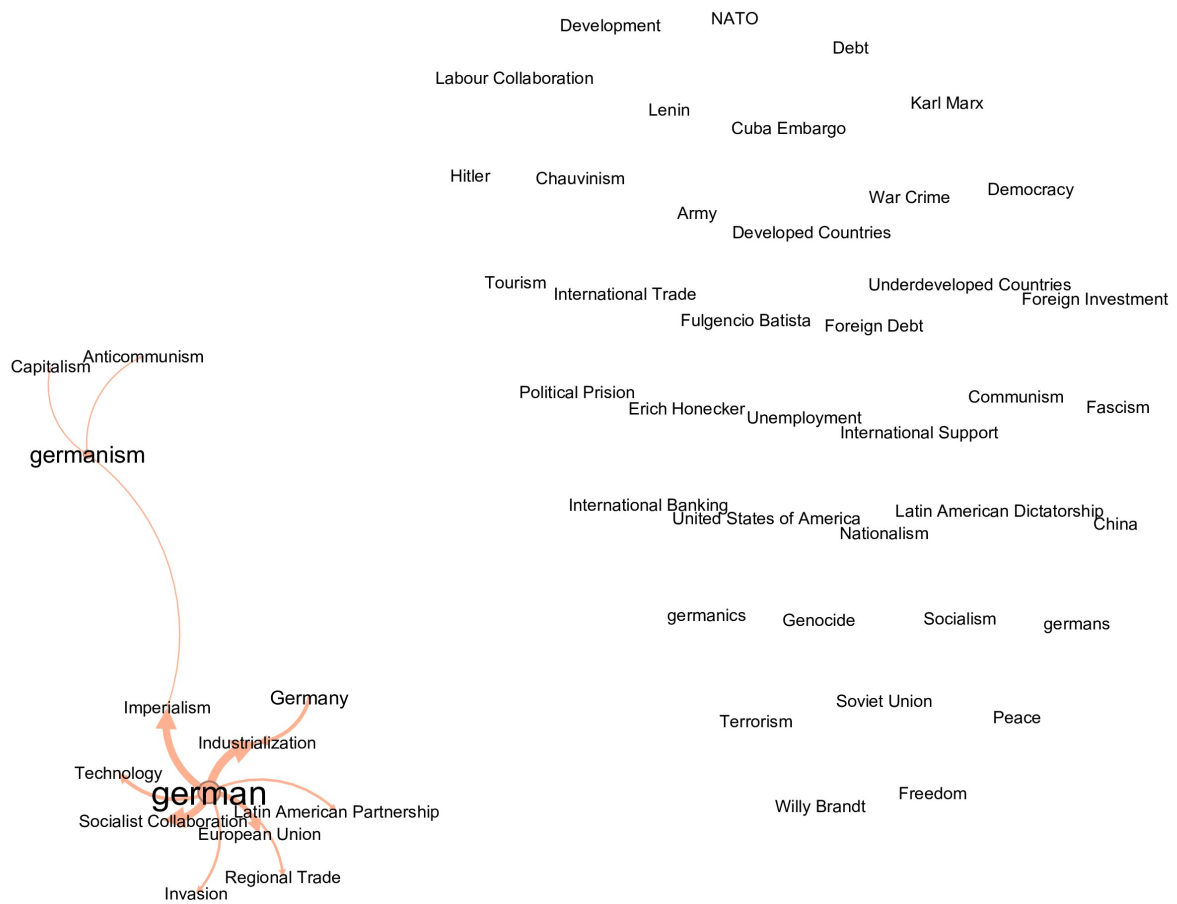 Development
NATO
Debt
Labour Collaboration
Lenin
Karl Marx
Cuba Embargo
Hitler
Chauvinism
War Crime
Democracy
Army
Developed Countries
Tourism
International Trade
Underdeveloped Countries
Foreign Investment
Fulgencio Batista
Foreign Debt
Capitalism
Anticommunism
Political Prision
Erich Honecker
Unemployment
Communism
Fascism
International Support
germanism
International Banking
United States of America
Latin American Dictatorship
China
Nationalism
germanics
Genocide
Socialism
germans
Imperialism
Germany
Soviet Union
Terrorism
Peace
Industrialization
Technology
german
Latin American Partnership
Socialist Collaboration
European Union
Willy Brandt
Freedom
Regional Trade
Invasion